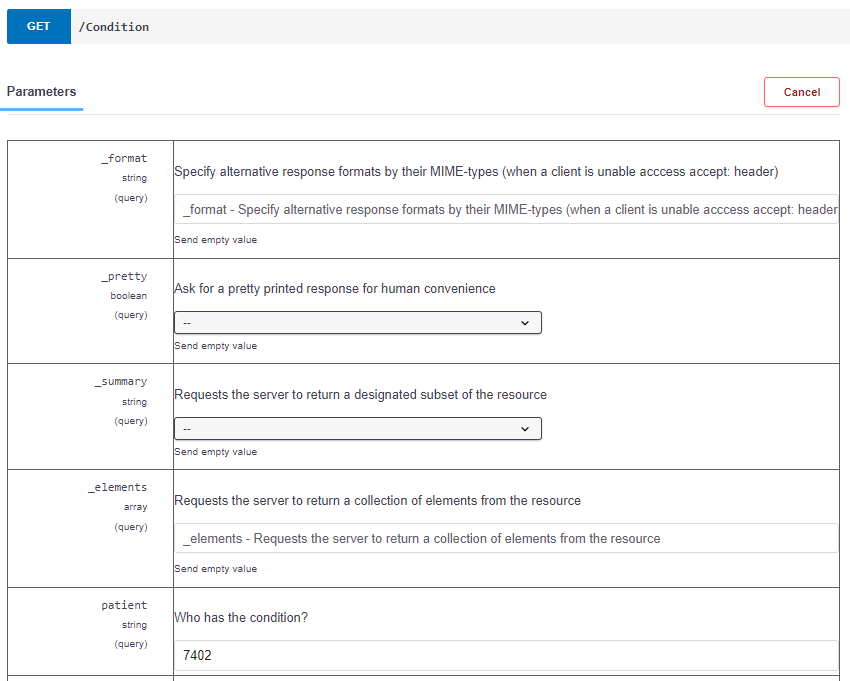 GET /Condition
Parameters
Cancel
_format
string
(query)
Specify alternative response formats by their MIME-types (when a client is unable acccess accept: header)
_format - Specify alternative response formats by their MIME-types (when a client is unable acccess accept: header
Send empty value
_pretty
boolean
(query)
Ask for a pretty printed response for human convenience
--
Send empty value
_summary
string
(query)
Requests the server to return a designated subset of the resource
--
Send empty value
_elements
array
(query)
Requests the server to return a collection of elements from the resource
_elements - Requests the server to return a collection of elements from the resource
Send empty value
patient
string
(query)
Who has the condition?
7402